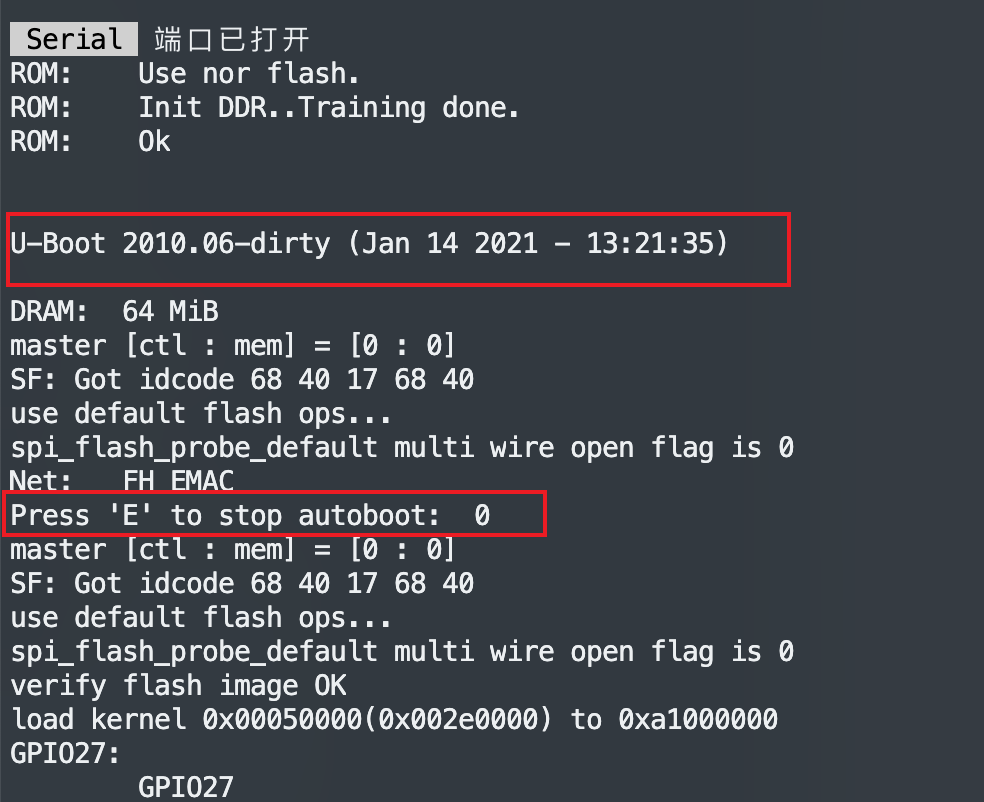 Serial 端口已打开
ROM:    Use nor flash.
ROM:    Init DDR..Training done.
ROM:    Ok
U-Boot 2010.06-dirty (Jan 14 2021 - 13:21:35)
DRAM:  64 MiB
master [ctl : mem] = [0 : 0]
SF: Got idcode 68 40 17 68 40
use default flash ops...
spi_flash_probe_default multi wire open flag is 0
Net:   FH EMAC
Press 'E' to stop autoboot:  0
master [ctl : mem] = [0 : 0]
SF: Got idcode 68 40 17 68 40
use default flash ops...
spi_flash_probe_default multi wire open flag is 0
verify flash image OK
load kernel 0x00050000(0x002e0000) to 0xa1000000
GPIO27:
        GPIO27